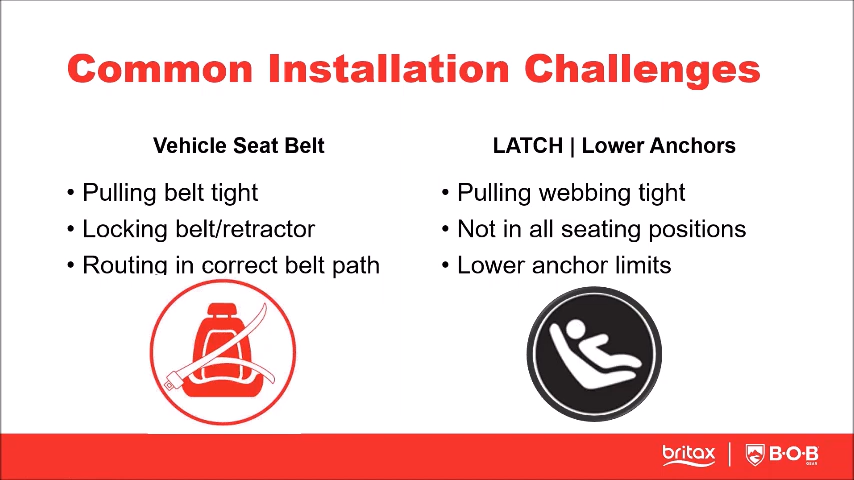 Common Installation Challenges
Vehicle Seat Belt
• Pulling belt tight
• Locking belt/retractor
• Routing in correct belt path
LATCH | Lower Anchors
• Pulling webbing tight
• Not in all seating positions
• Lower anchor limits
britax | B·O·B
GEAR